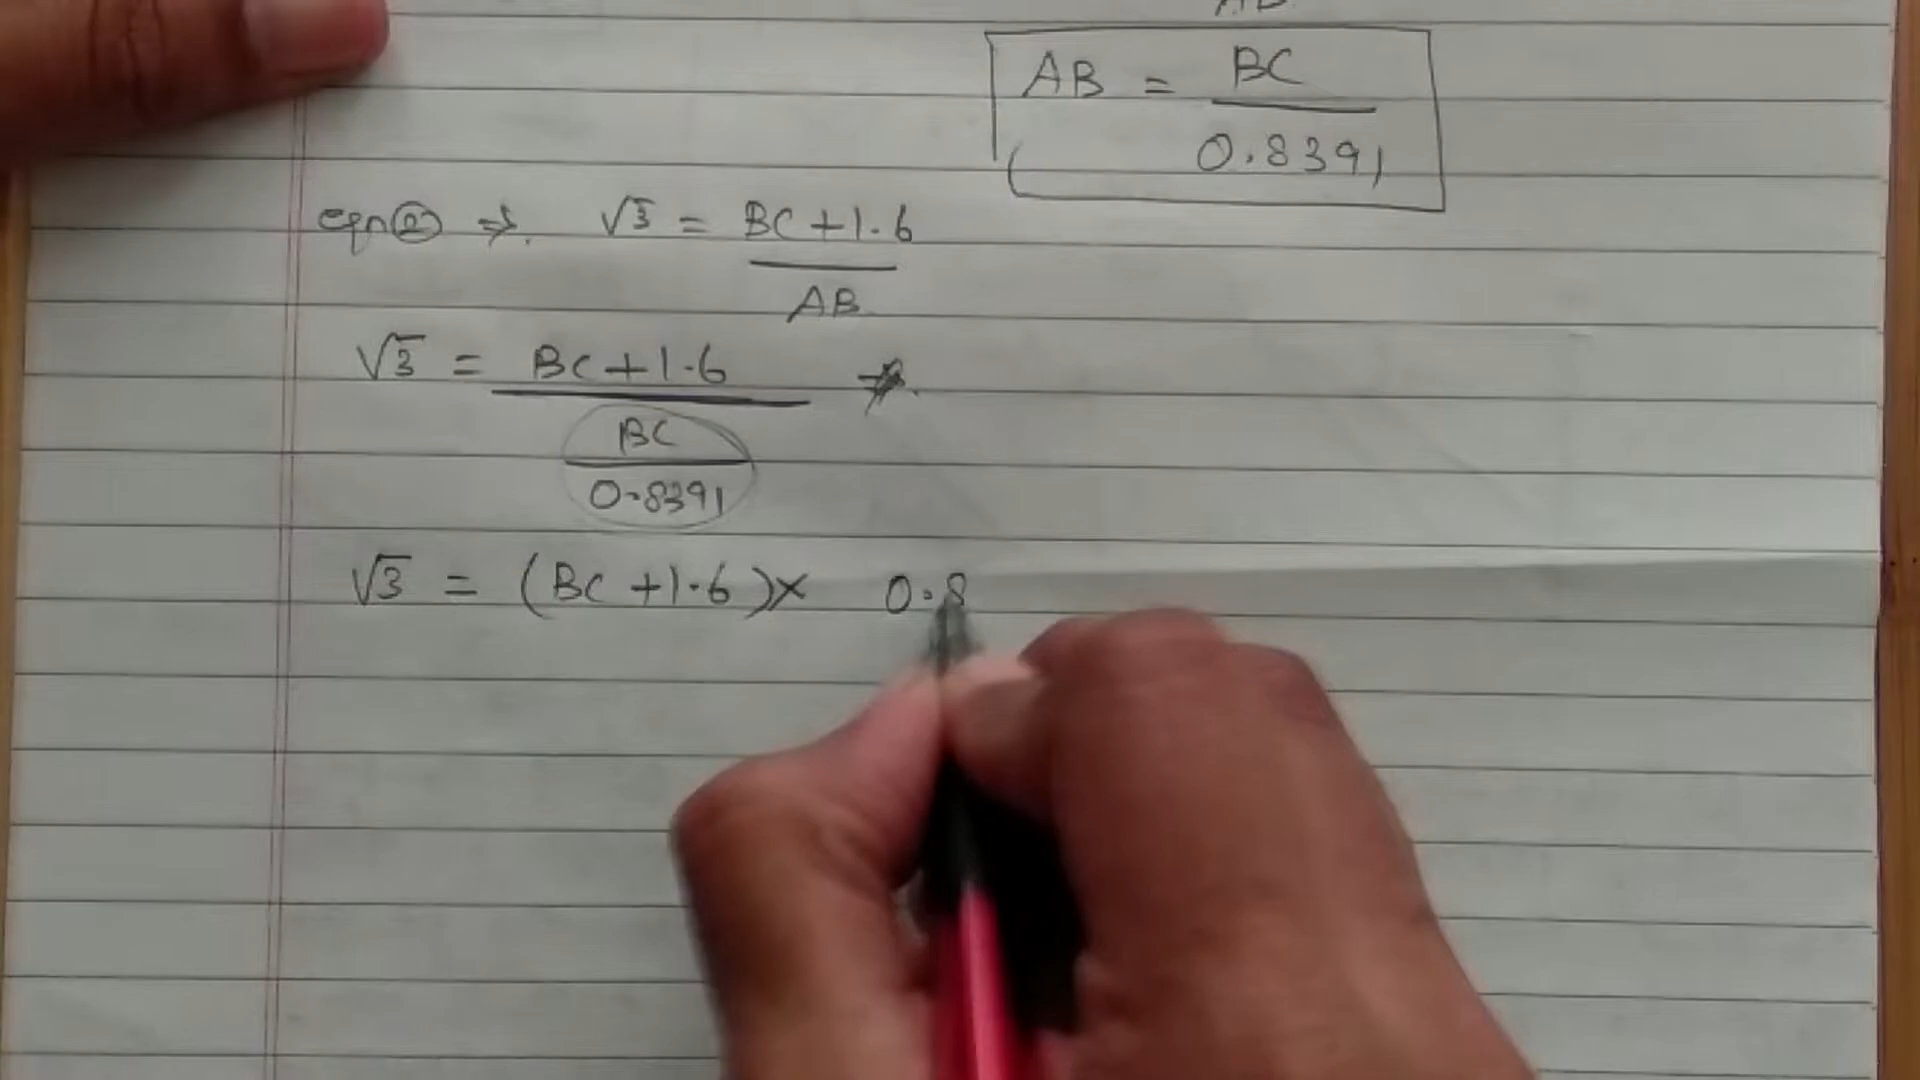 AB = BC
0.8391
eqn② ⇒ √3 = BC+1.6
AB
√3 = BC+1.6
BC
0.8391
√3 = (BC+1.6)× 0.8